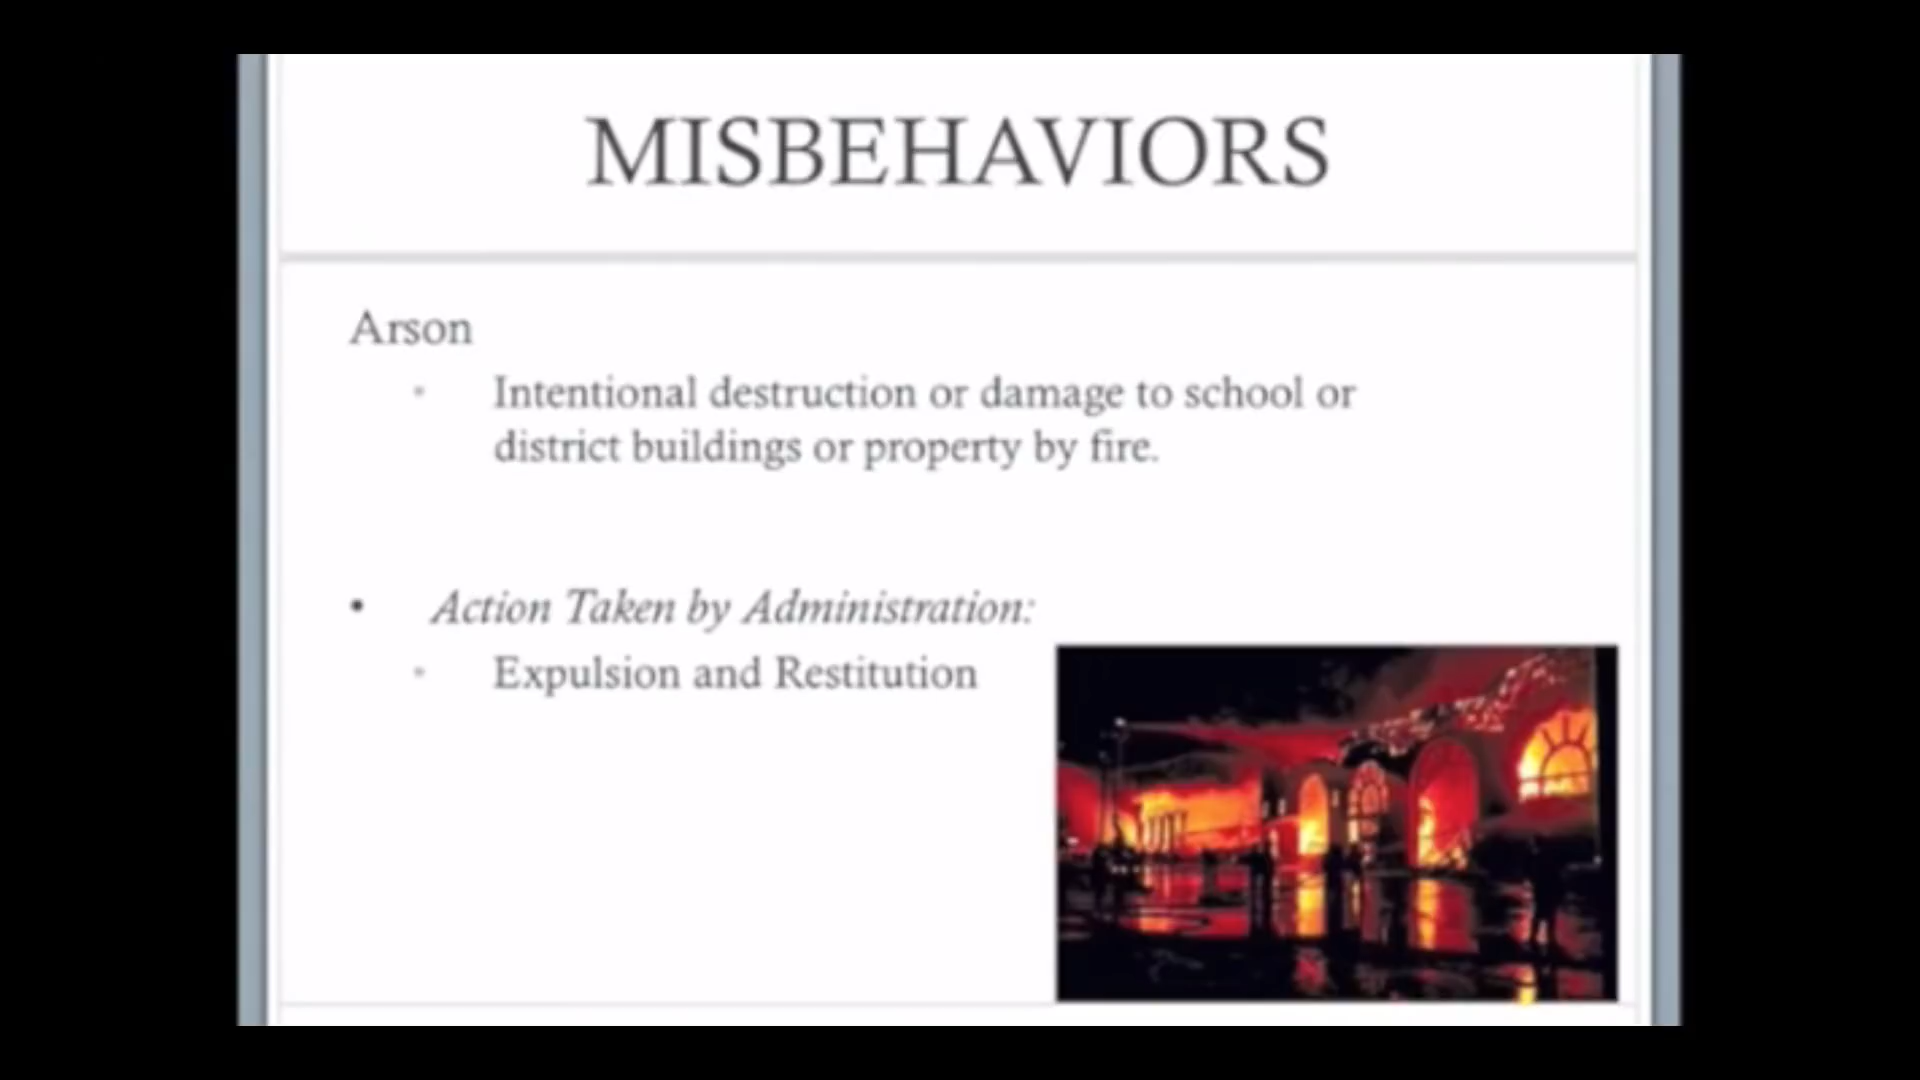 MISBEHAVIORS
Arson
Intentional destruction or damage to school or
district buildings or property by fire.
Action Taken by Administration:
Expulsion and Restitution